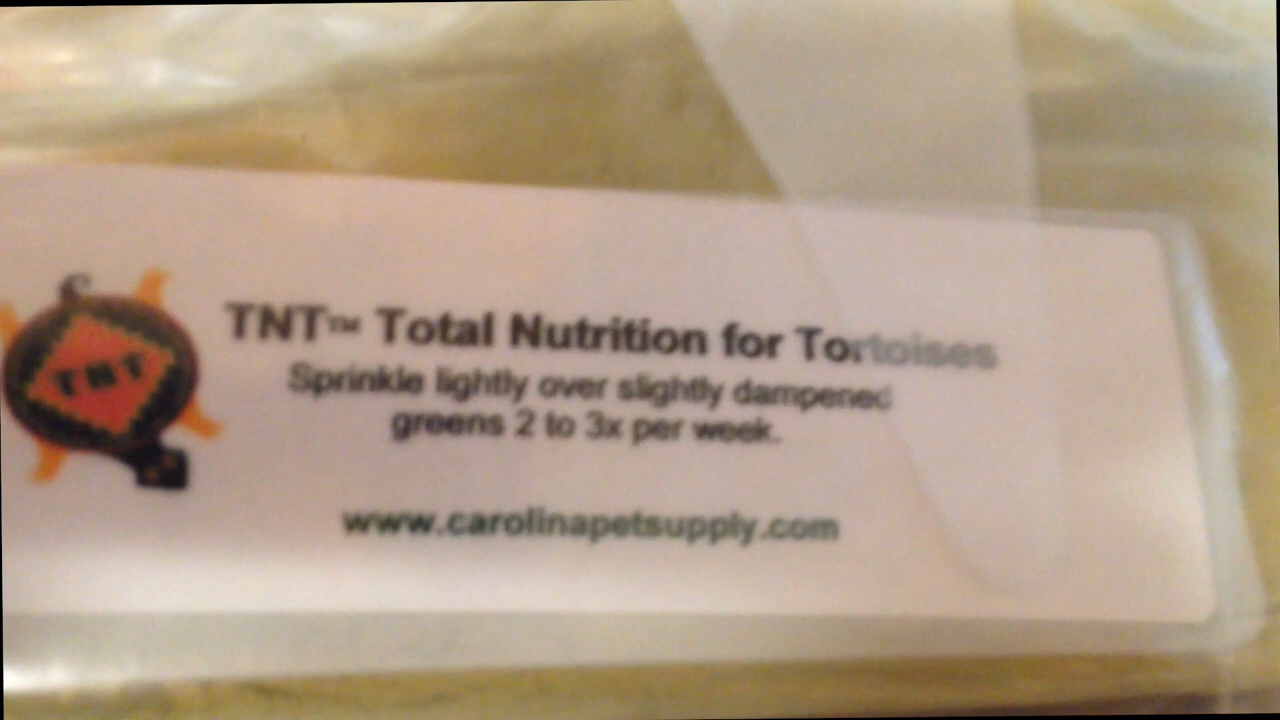 TNT
TNT™ Total Nutrition for Tortoises
Sprinkle lightly over slightly dampened
greens 2 to 3x per week.
www.carolinapetsupply.com